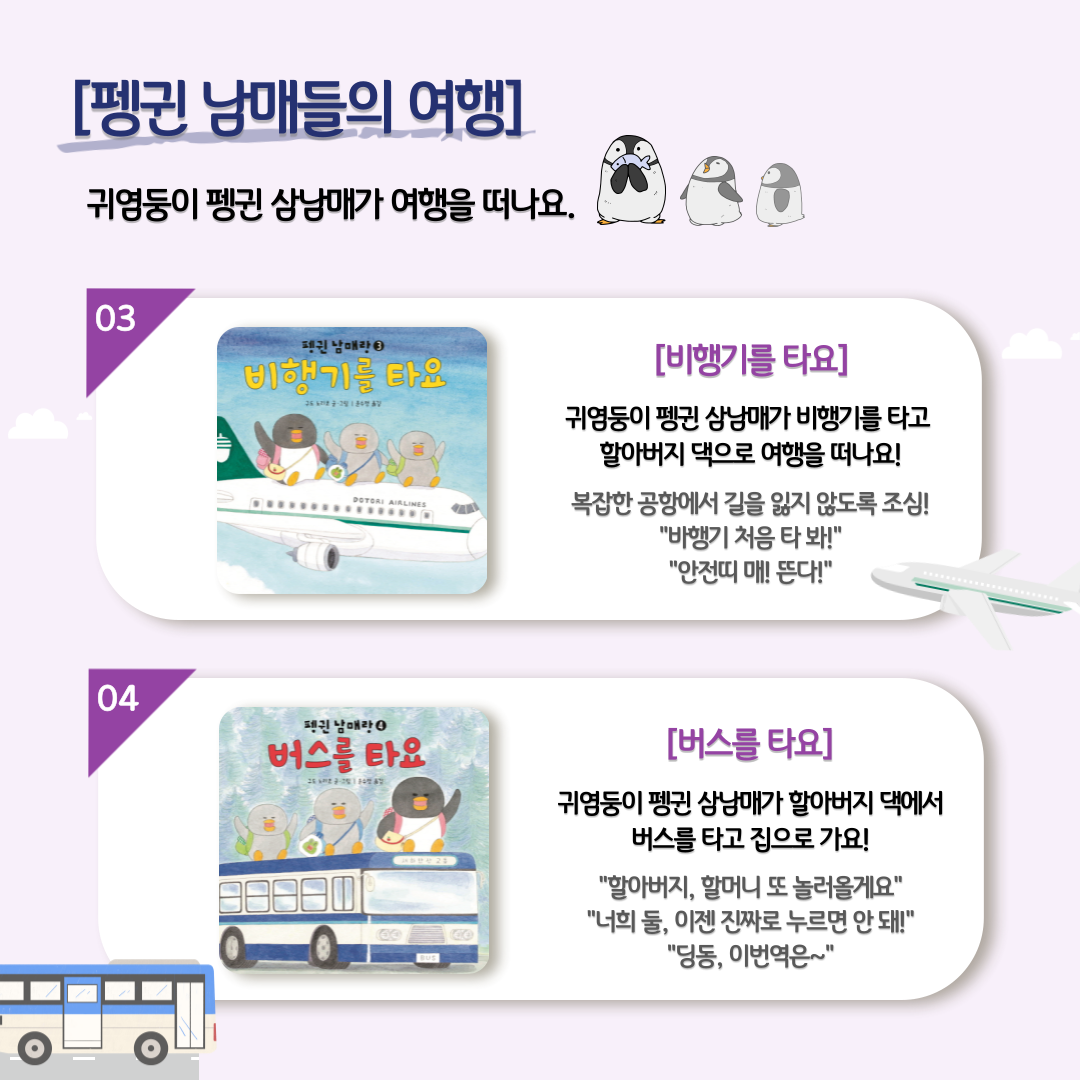 [펭귄 남매들의 여행]
귀염둥이 펭귄 삼남매가 여행을 떠나요.
03
펭귄 남매랑 3
비행기를 타요
DOTORI AIRLINES
[비행기를 타요]
귀염둥이 펭귄 삼남매가 비행기를 타고
할아버지 댁으로 여행을 떠나요!
복잡한 공항에서 길을 잃지 않도록 조심!
"비행기 처음 타 봐!"
"안전띠 매! 뜬다!"
04
펭귄 남매랑 4
버스를 타요
BUS
[버스를 타요]
귀염둥이 펭귄 삼남매가 할아버지 댁에서
버스를 타고 집으로 가요!
"할아버지, 할머니 또 놀러올게요"
"너희 둘, 이젠 진짜로 누르면 안 돼!"
"딩동, 이번역은~"